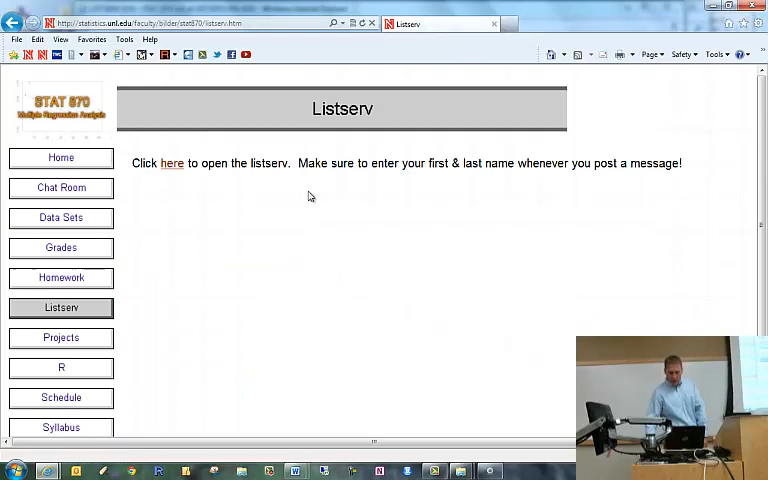 http://statistics.unl.edu/faculty/bilder/stat870/listserv.htm
Listserv
File Edit View Favorites Tools Help
Page Safety Tools
STAT 870
Multiple Regression Analysis
Listserv
Home
Click here to open the listserv. Make sure to enter your first & last name whenever you post a message!
Chat Room
Data Sets
Grades
Homework
Listserv
Projects
R
Schedule
Syllabus